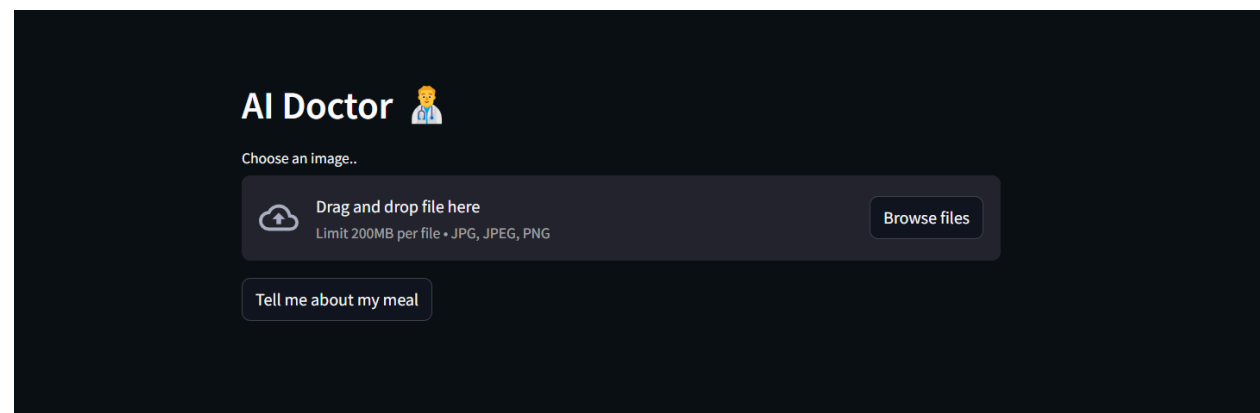 AI Doctor 👨‍⚕️
Choose an image..
Drag and drop file here
Limit 200MB per file • JPG, JPEG, PNG
Browse files
Tell me about my meal